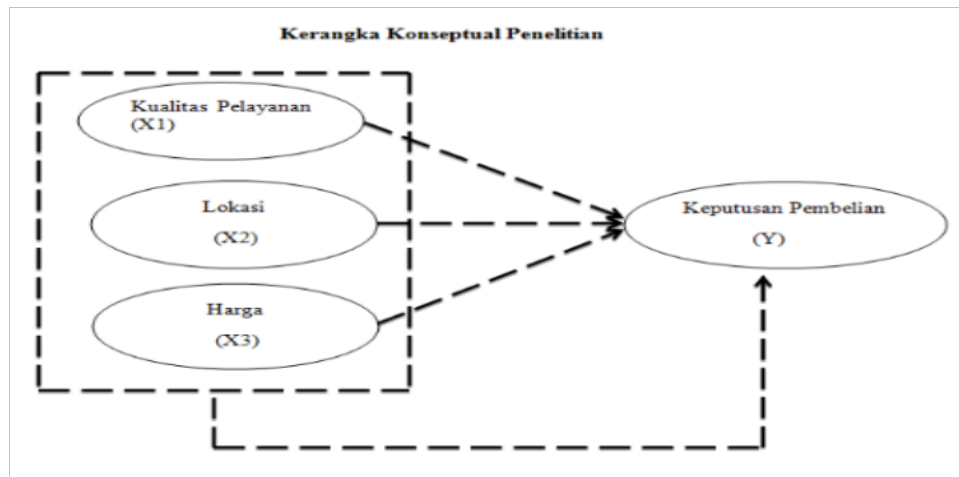 Kerangka Konseptual Penelitian
Kualitas Pelayanan
(X1)
Lokasi
(X2)
Harga
(X3)
Keputusan Pembelian
(Y)